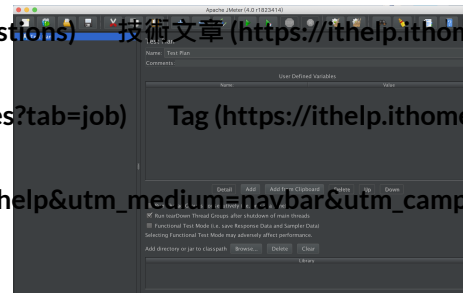 Apache JMeter (4.0 r1823414)
stions) 技術文章 (https://ithelp.ithom
Name: Test Plan
Comments:
User Defined Variables
Name: Value
es?tab=job) Tag (https://ithelp.ithome
Detail Add Add from Clipboard Delete Up Down
help&utm_medium=navbar&utm_camp
Run tearDown Thread Groups after shutdown of main threads
Functional Test Mode (i.e. save Response Data and Sampler Data)
Selecting Functional Test Mode may adversely affect performance.
Add directory or jar to classpath Browse... Delete Clear
Library